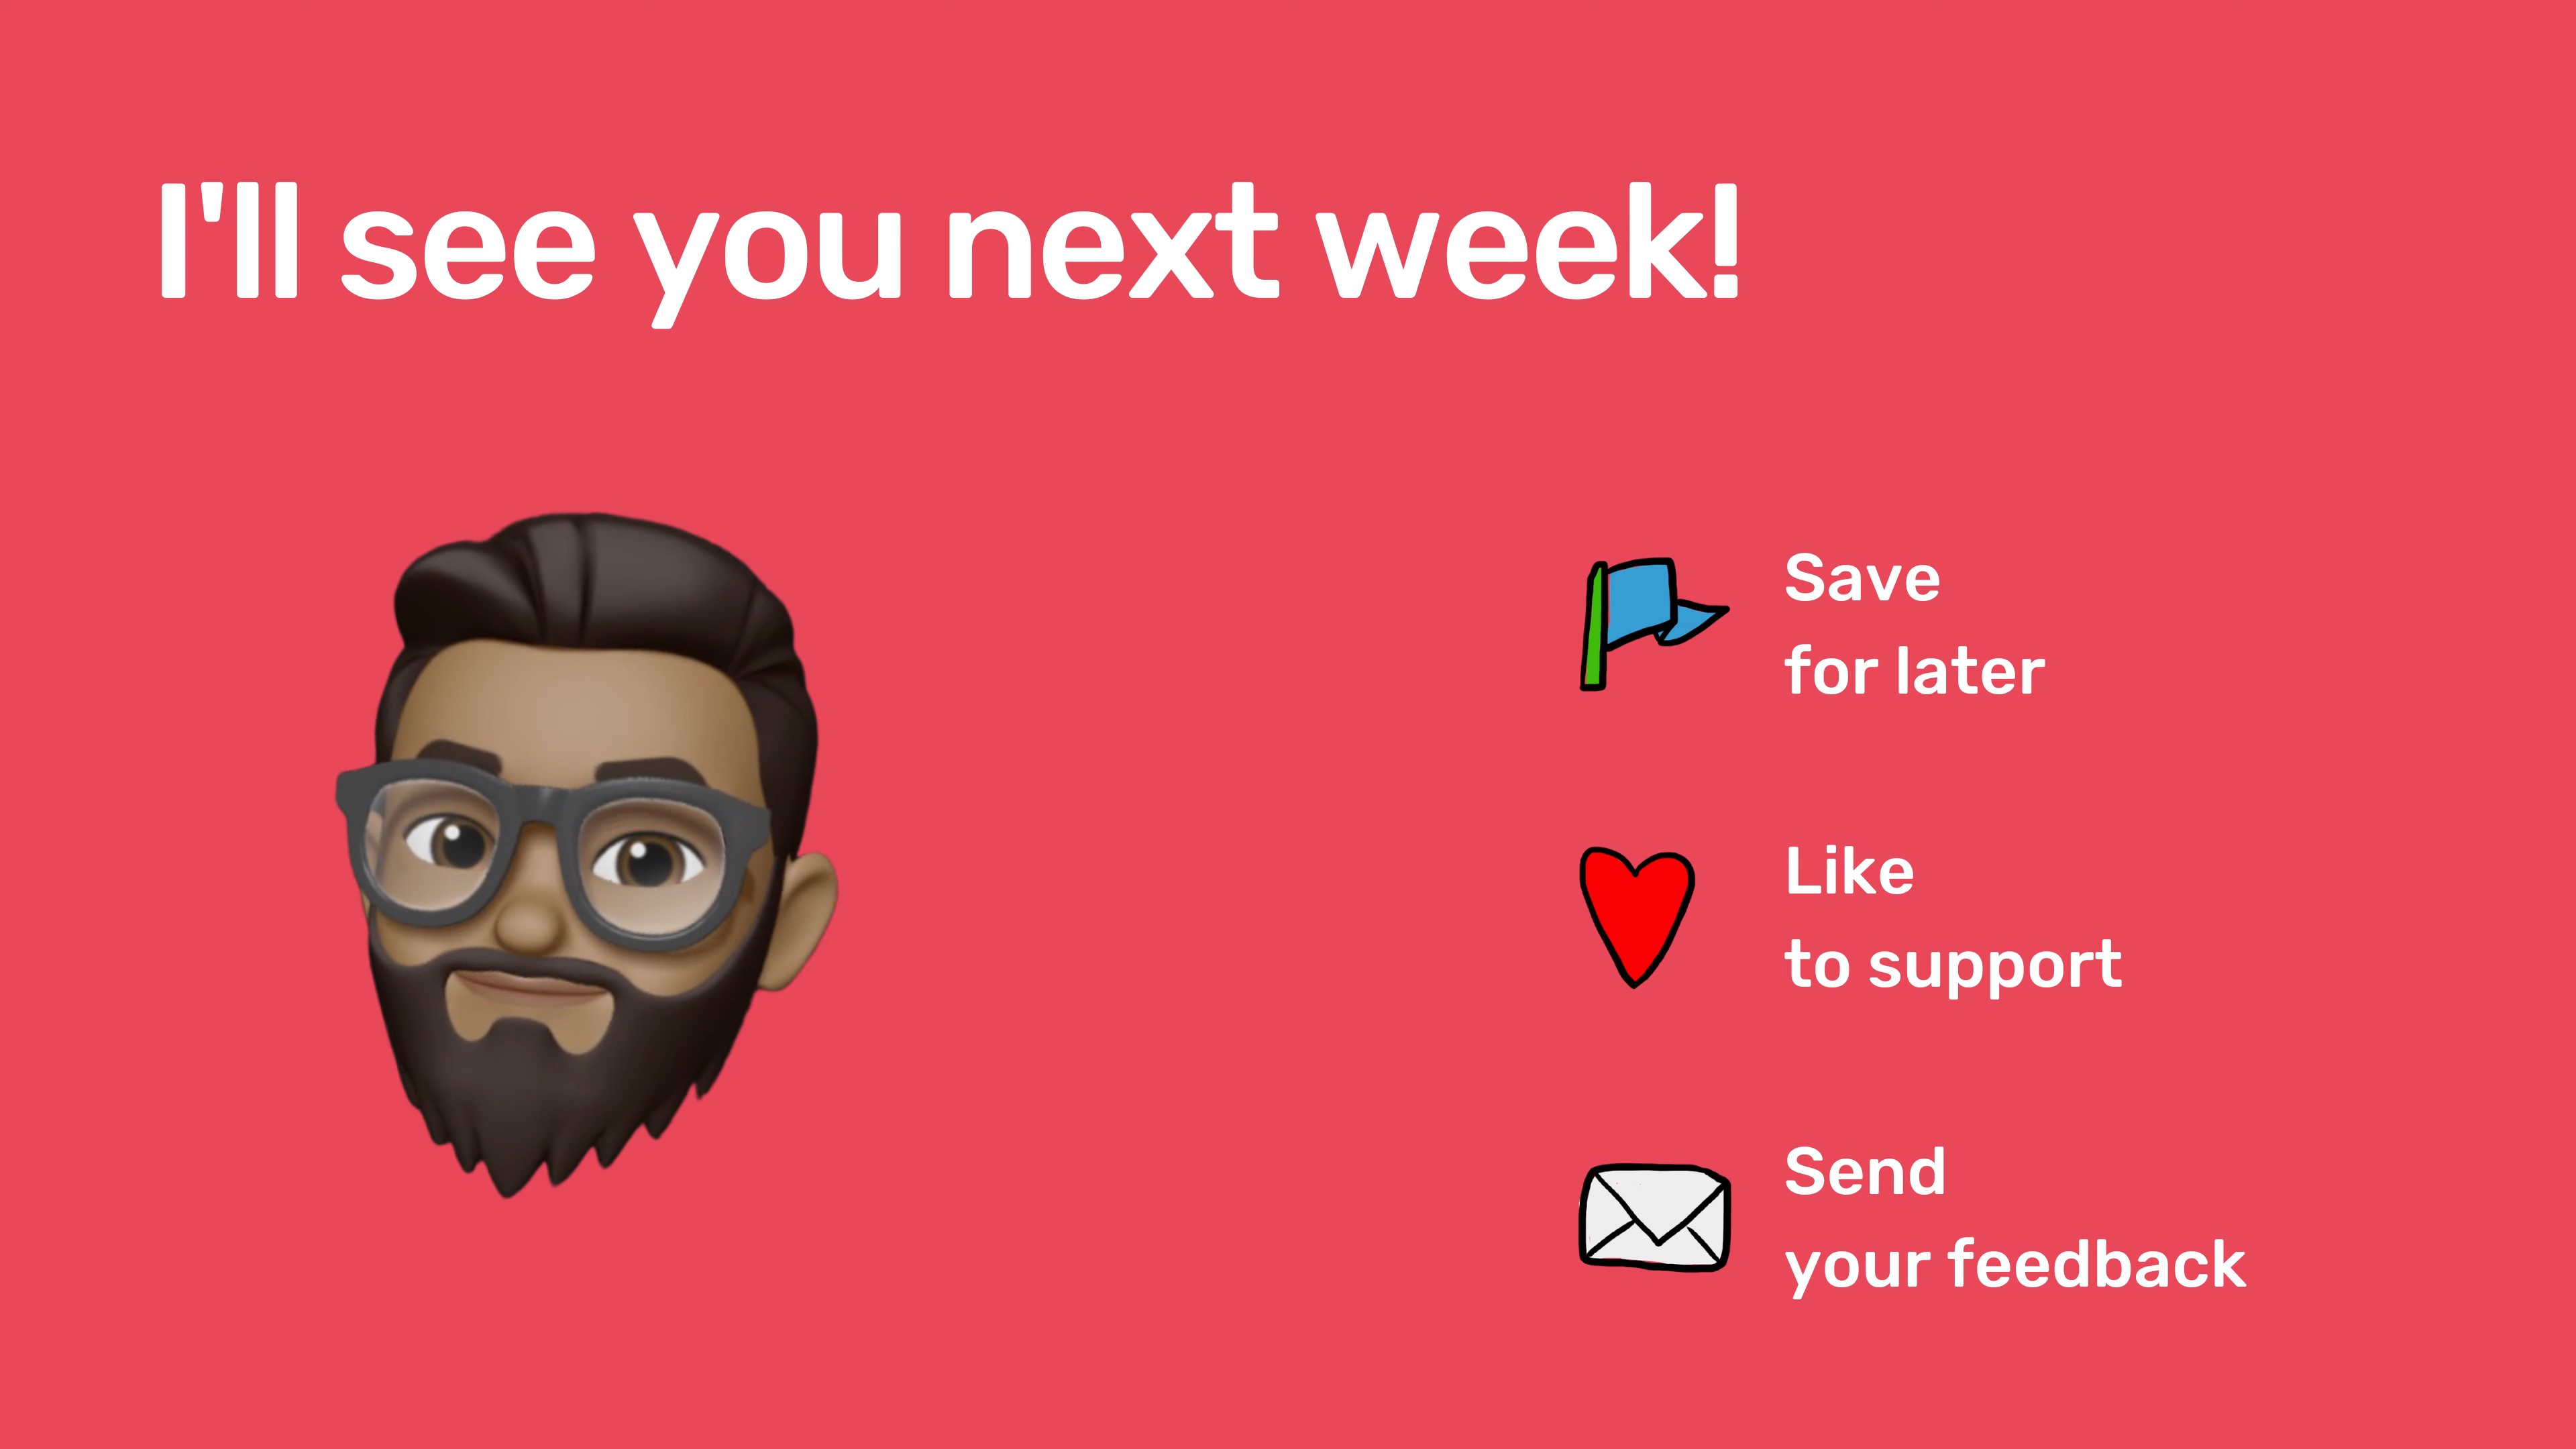 I'll see you next week!
Save
for later
Like
to support
Send
your feedback